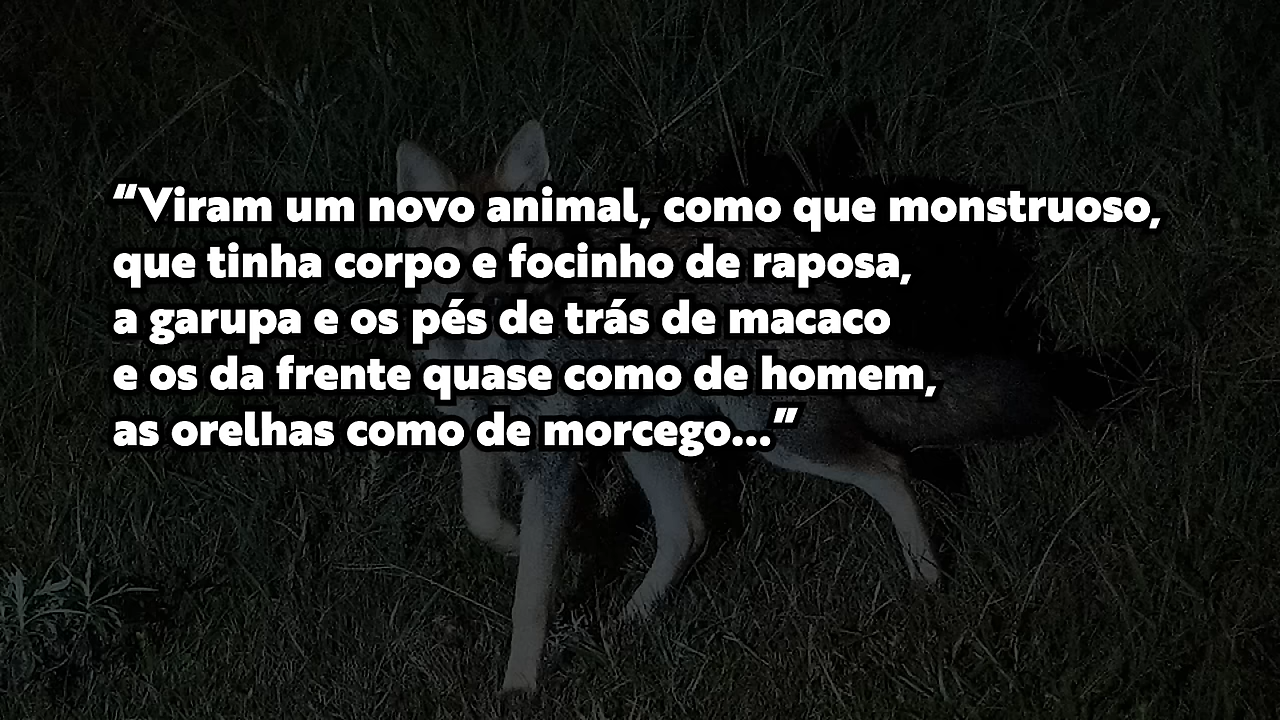 “Viram um novo animal, como que monstruoso,
que tinha corpo e focinho de raposa,
a garupa e os pés de trás de macaco
e os da frente quase como de homem,
as orelhas como de morcego...”